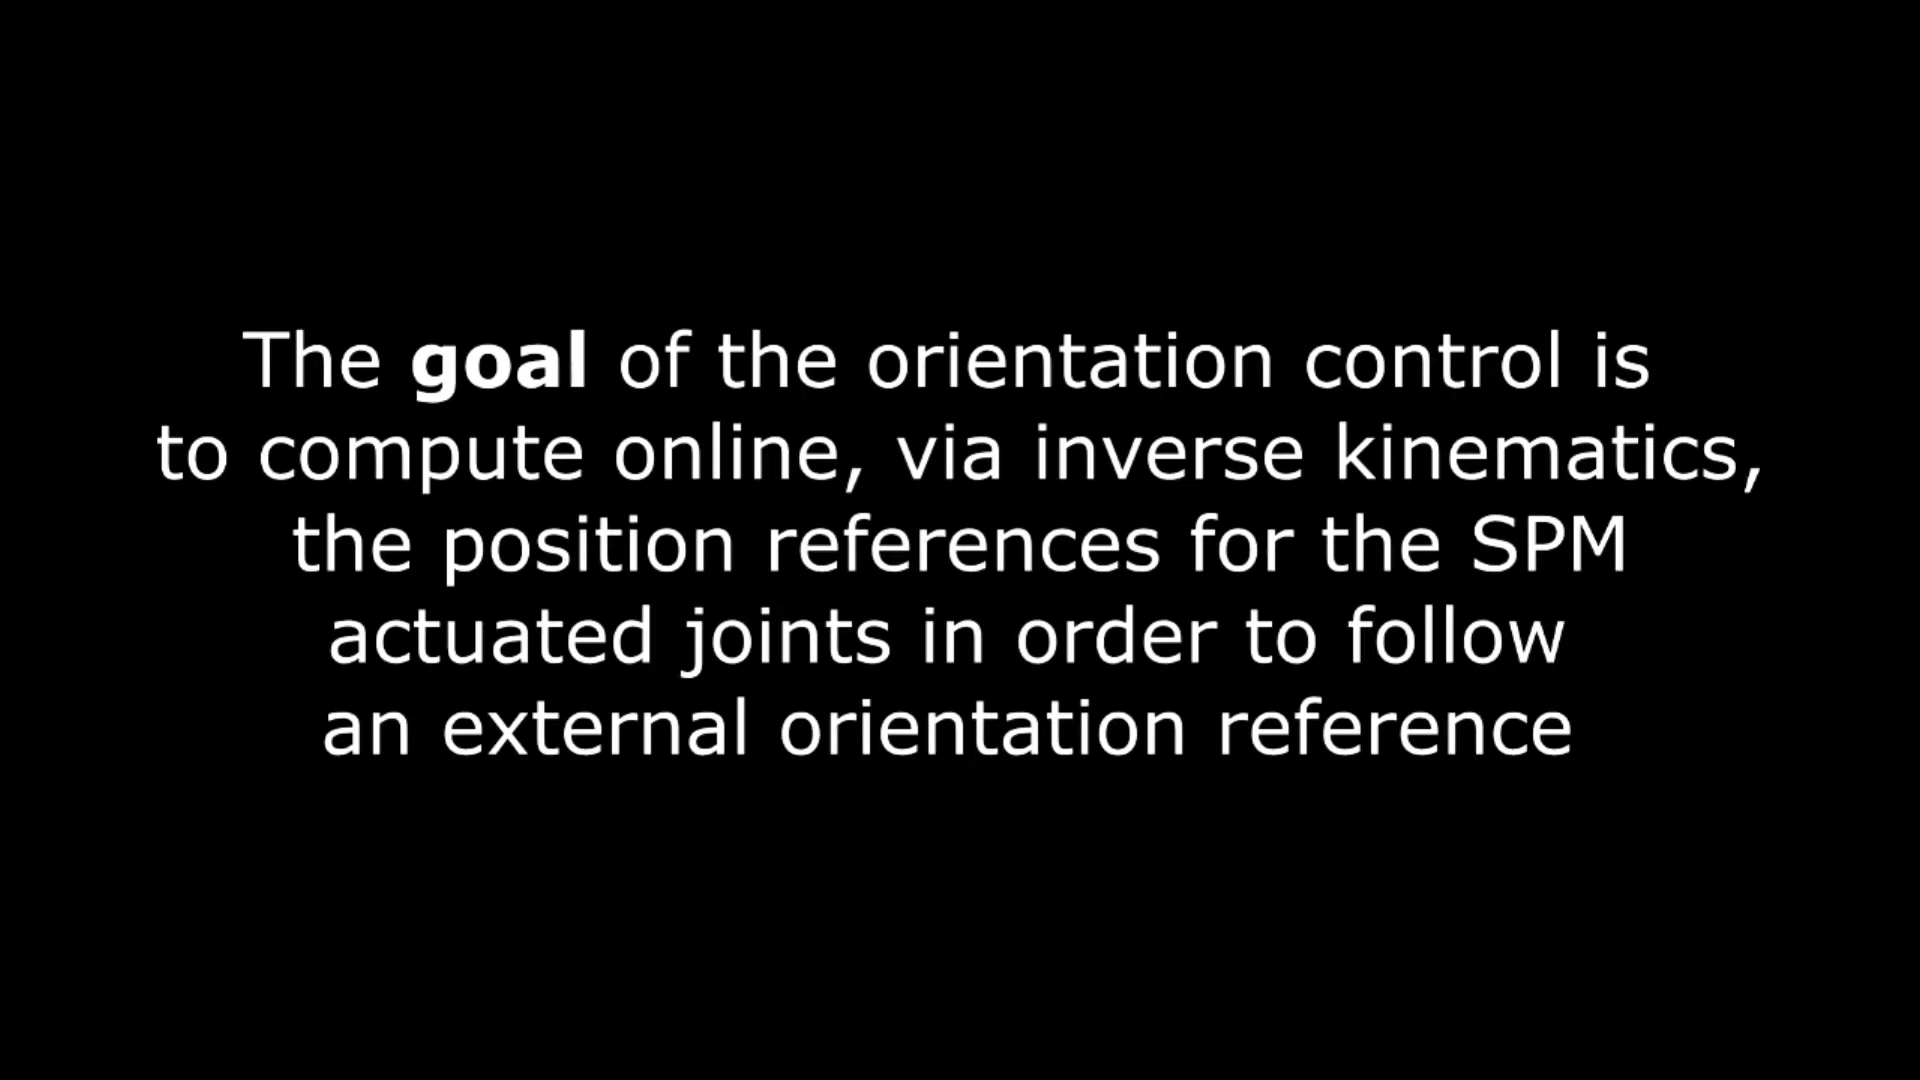 The goal of the orientation control is
to compute online, via inverse kinematics,
the position references for the SPM
actuated joints in order to follow
an external orientation reference